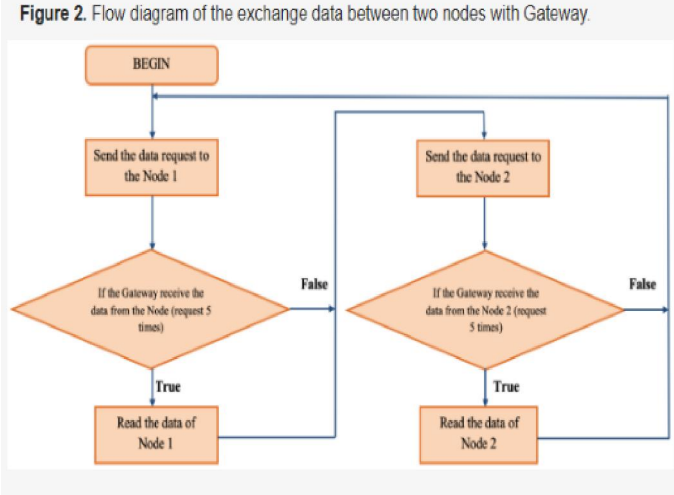 Figure 2. Flow diagram of the exchange data between two nodes with Gateway.
BEGIN
Send the data request to
the Node 1
If the Gateway receive the
data from the Node (request 5
times)
False
True
Read the data of
Node 1
Send the data request to
the Node 2
If the Gateway receive the
data from the Node 2 (request
5 times)
False
True
Read the data of
Node 2